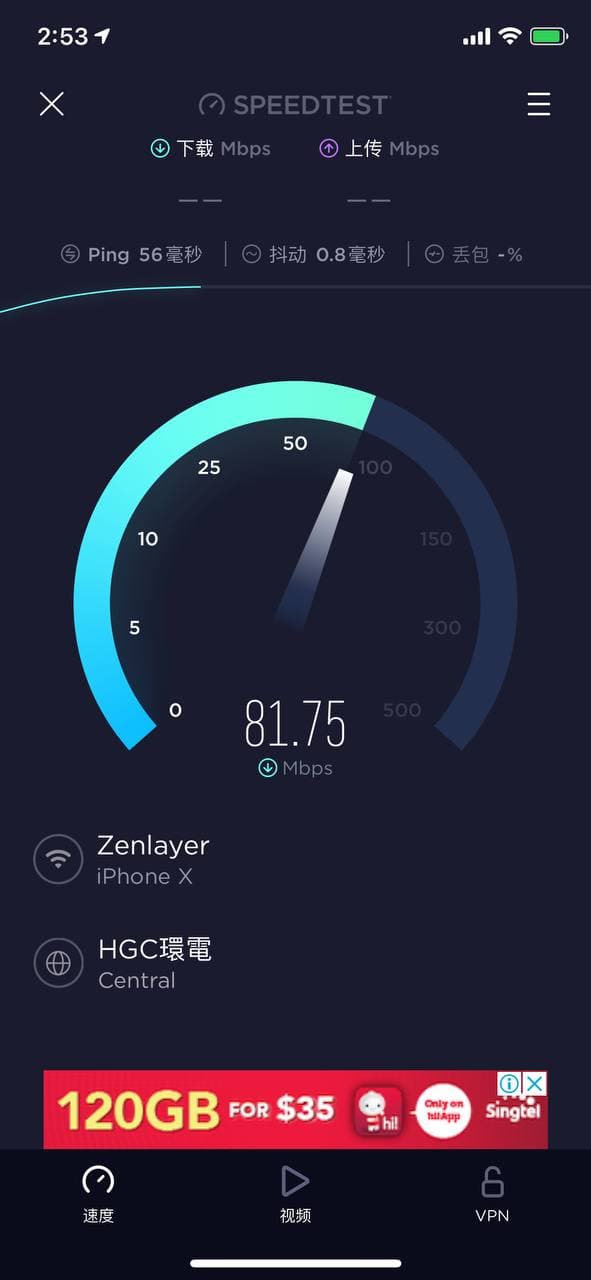 2:53
SPEEDTEST
下载 Mbps 上传 Mbps
Ping 56毫秒 抖动 0.8毫秒 丢包 -%
50
25 100
10 150
5 300
0 500
81.75
Mbps
Zenlayer
iPhone X
HGC環電
Central
120GB FOR $35 hi! Only on hi!App Singtel
速度 视频 VPN